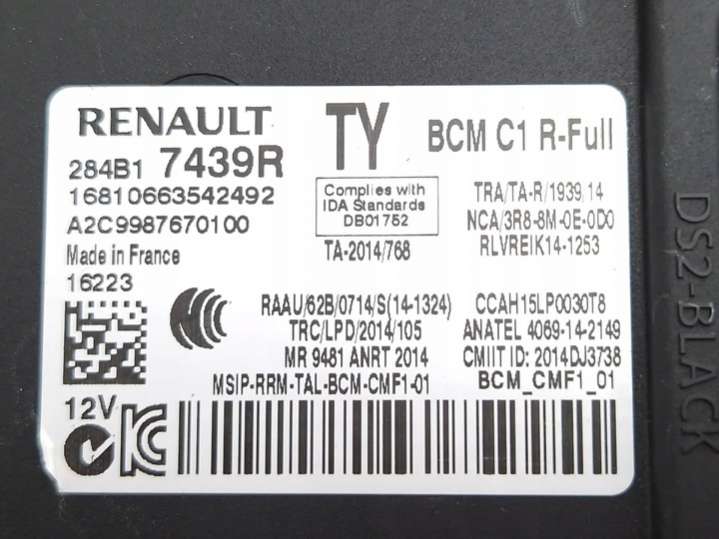 RENAULT
284B1 7439R
16810663542492
A2C9987670100
Made in France
16223
12V
TY
Complies with
IDA Standards
DB01752
TA-2014/768
BCM C1 R-Full
TRA/TA-R/1939,14
NCA/3R8-8M-0E-0D0
RLVREIK14-1253
RAAU/62B/0714/S(14-1324)
TRC/LPD/2014/105
MR 9481 ANRT 2014
MSIP-RRM-TAL-BCM-CMF1-01
CCAH15LP0030T8
ANATEL 4069-14-2149
CMIIT ID: 2014DJ3738
BCM_CMF1_01
DS2-BLACK